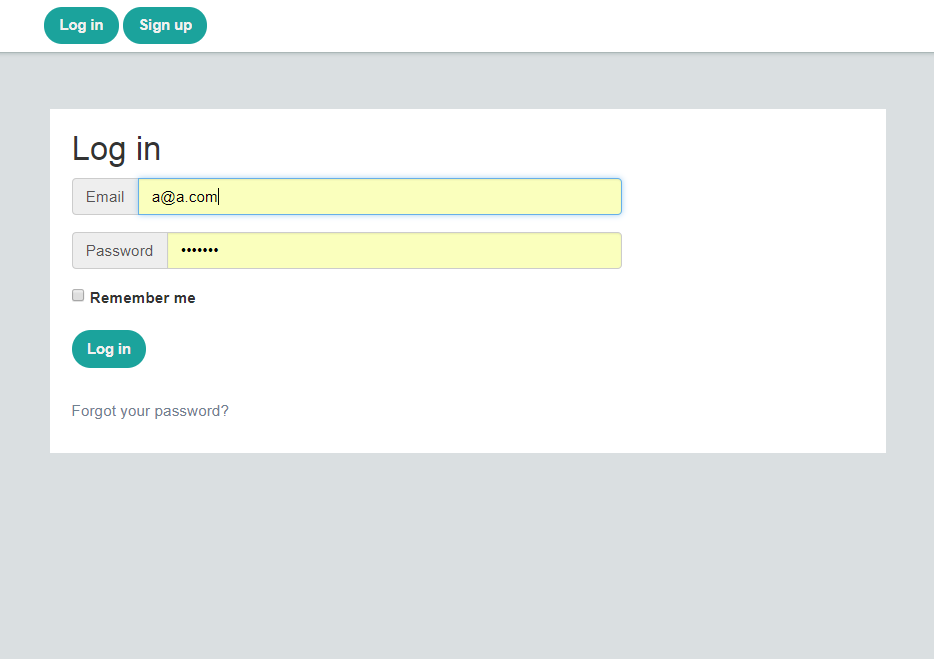 Log in Sign up
Log in
Email a@a.com
Password •••••••
Remember me
Log in
Forgot your password?